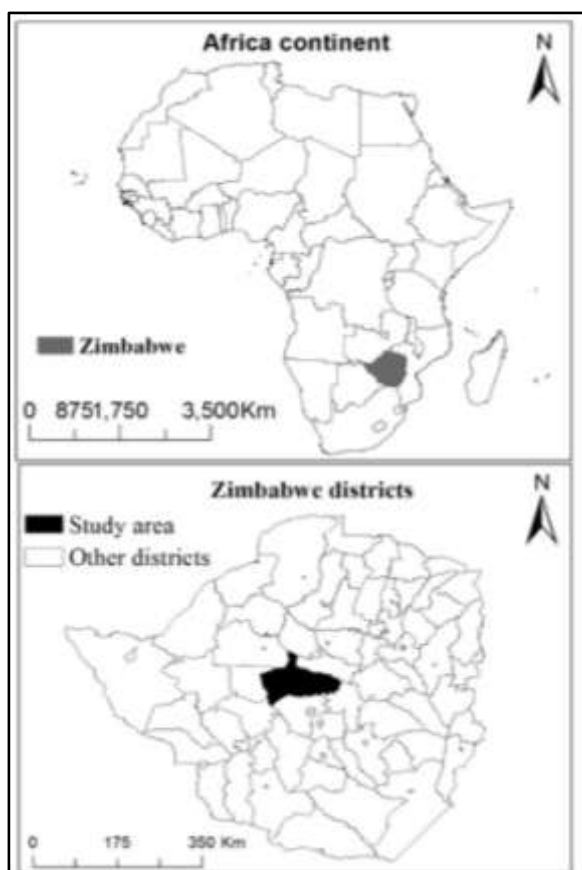 Africa continent
N
Zimbabwe
0 8751,750 3,500Km
Zimbabwe districts
N
Study area
Other districts
0 175 350 Km